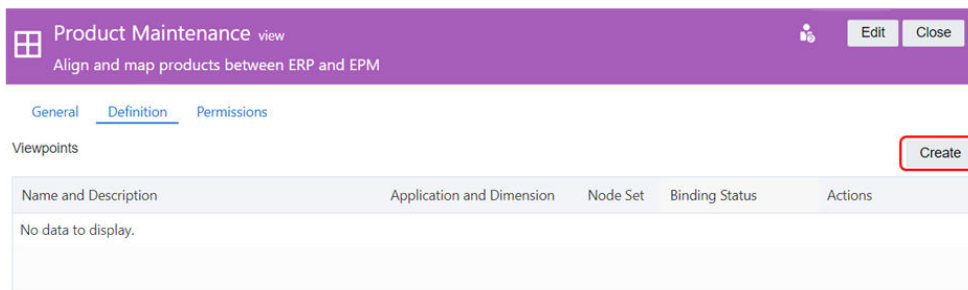 Product Maintenance view
Edit
Close
Align and map products between ERP and EPM
General
Definition
Permissions
Viewpoints
Create
Name and Description
Application and Dimension
Node Set
Binding Status
Actions
No data to display.